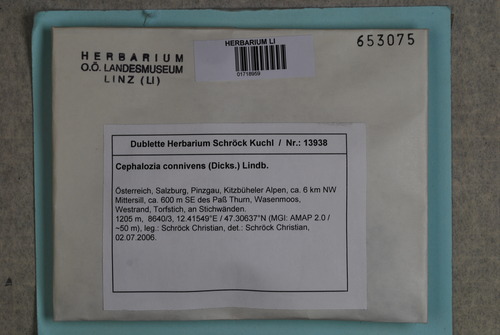 HERBARIUM
O.Ö. LANDESMUSEUM
LINZ (LI)
HERBARIUM LI
01718959
653075
Dublette Herbarium Schröck Kuchl / Nr.: 13938
Cephalozia connivens (Dicks.) Lindb.
Österreich, Salzburg, Pinzgau, Kitzbüheler Alpen, ca. 6 km NW
Mittersill, ca. 600 m SE des Paß Thurn, Wasenmoos,
Westrand, Torfstich, an Stichwänden.
1205 m, 8640/3, 12.41549°E / 47.30637°N (MGI: AMAP 2.0 /
~50 m), leg.: Schröck Christian, det.: Schröck Christian,
02.07.2006.